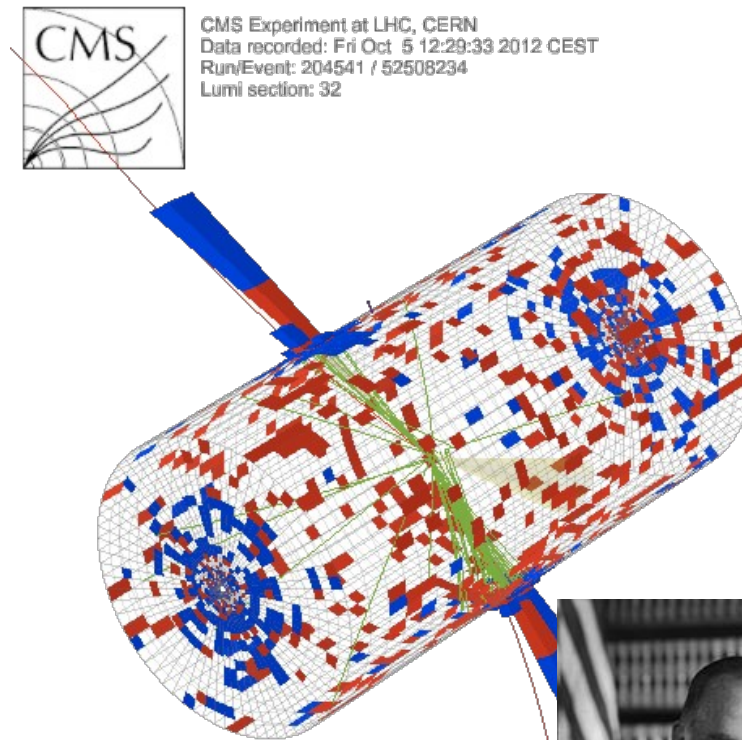 CMS
CMS Experiment at LHC, CERN
Data recorded: Fri Oct 5 12:29:33 2012 CEST
Run/Event: 204541 / 52508234
Lumi section: 32